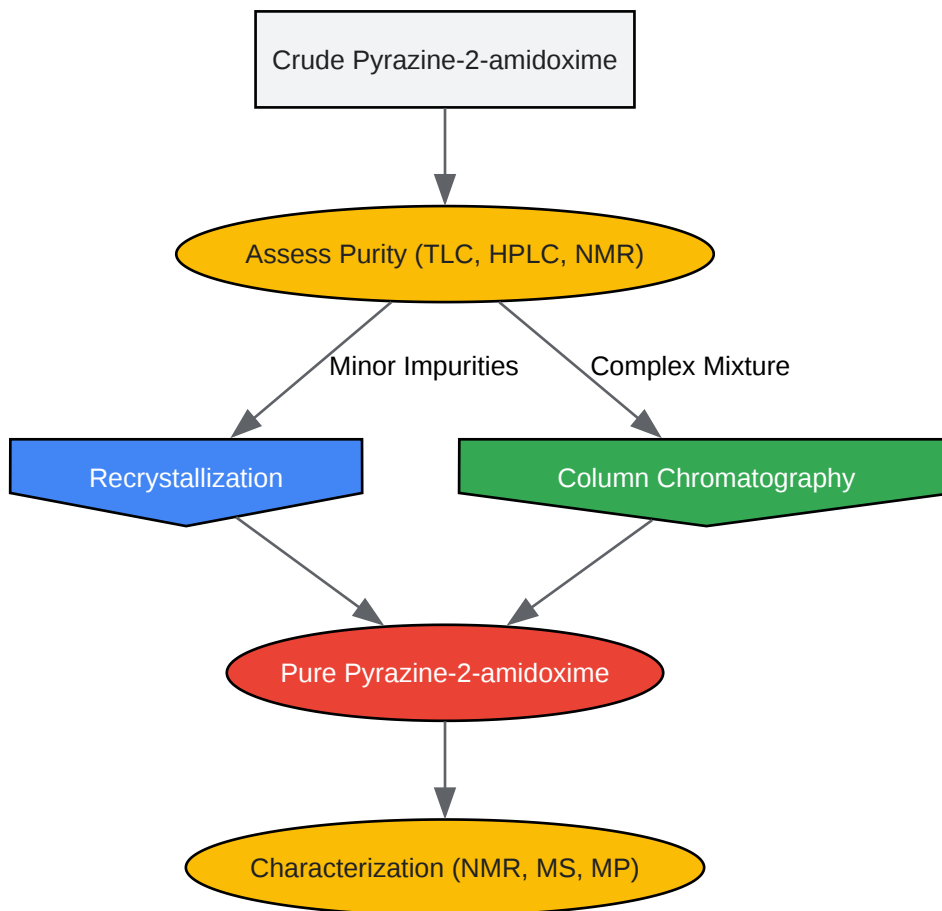 Crude Pyrazine-2-amidoxime
Assess Purity (TLC, HPLC, NMR)
Minor Impurities
Complex Mixture
Recrystallization
Column Chromatography
Pure Pyrazine-2-amidoxime
Characterization (NMR, MS, MP)